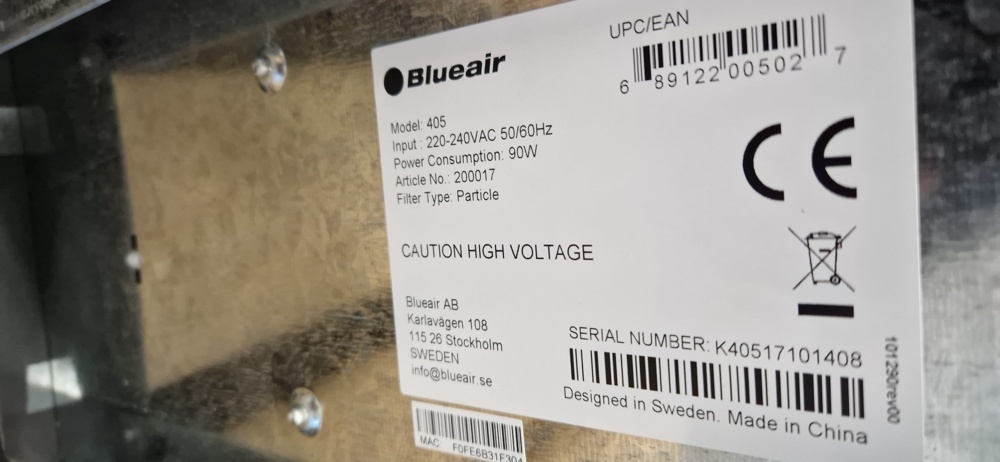 Blueair
UPC/EAN
6 89122 00502 7
Model: 405
Input : 220-240VAC 50/60Hz
Power Consumption: 90W
Article No.: 200017
Filter Type: Particle
CE
CAUTION HIGH VOLTAGE
Blueair AB
Karlavägen 108
115 26 Stockholm
SWEDEN
info@blueair.se
SERIAL NUMBER: K40517101408
Designed in Sweden. Made in China
101290rev00
MAC: F0FE6B31F304